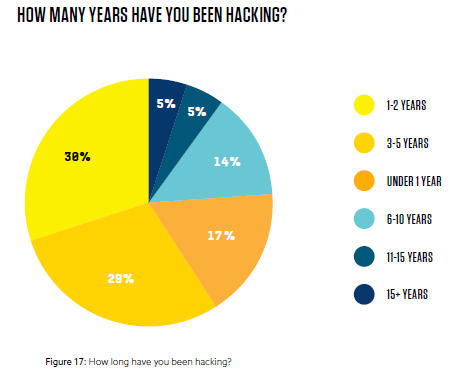 HOW MANY YEARS HAVE YOU BEEN HACKING?
5%
5%
14%
17%
29%
30%
1-2 YEARS
3-5 YEARS
UNDER 1 YEAR
6-10 YEARS
11-15 YEARS
15+ YEARS
Figure 17: How long have you been hacking?